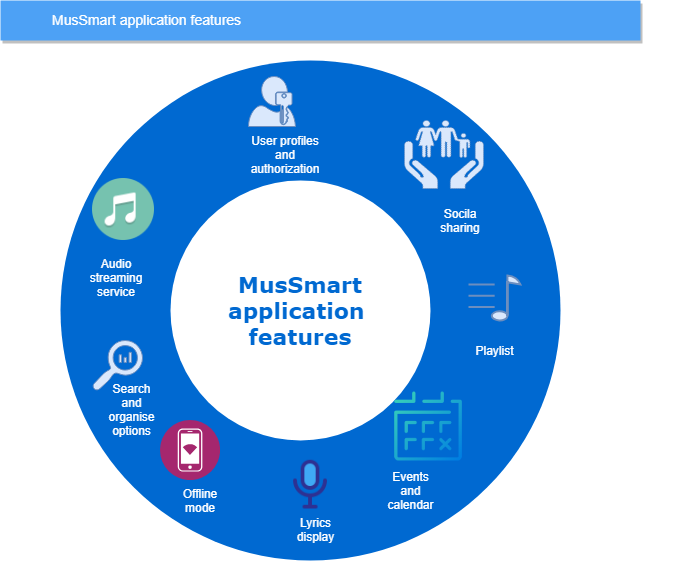 MusSmart application features
User profiles
and
authorization
Socila
sharing
Playlist
Events
and
calendar
Lyrics
display
Offline
mode
Search
and
organise
options
Audio
streaming
service
MusSmart
application
features